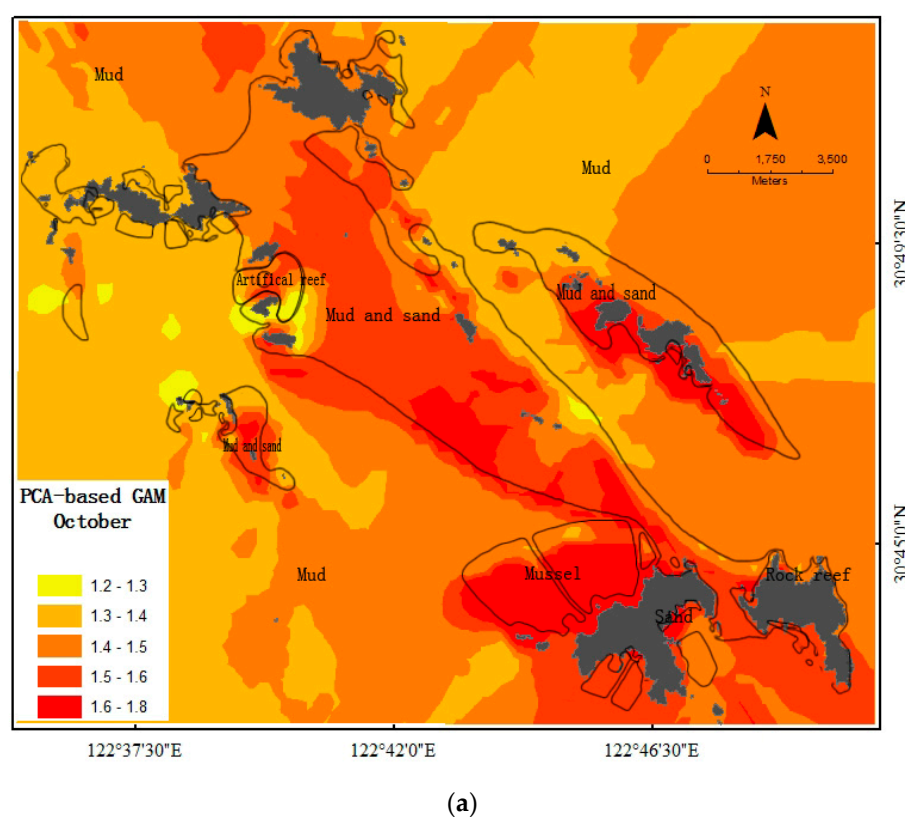 Mud
N
0 1,750 3,500
Meters
Mud
30°49'30"N
Artifical reef
Mud and sand
Mud and sand
Mud and sand
PCA-based GAM
October
1.2 - 1.3
1.3 - 1.4
1.4 - 1.5
1.5 - 1.6
1.6 - 1.8
30°45'0"N
Mud
Mussel
Rock reef
Sand
122°37'30"E 122°42'0"E 122°46'30"E
(a)